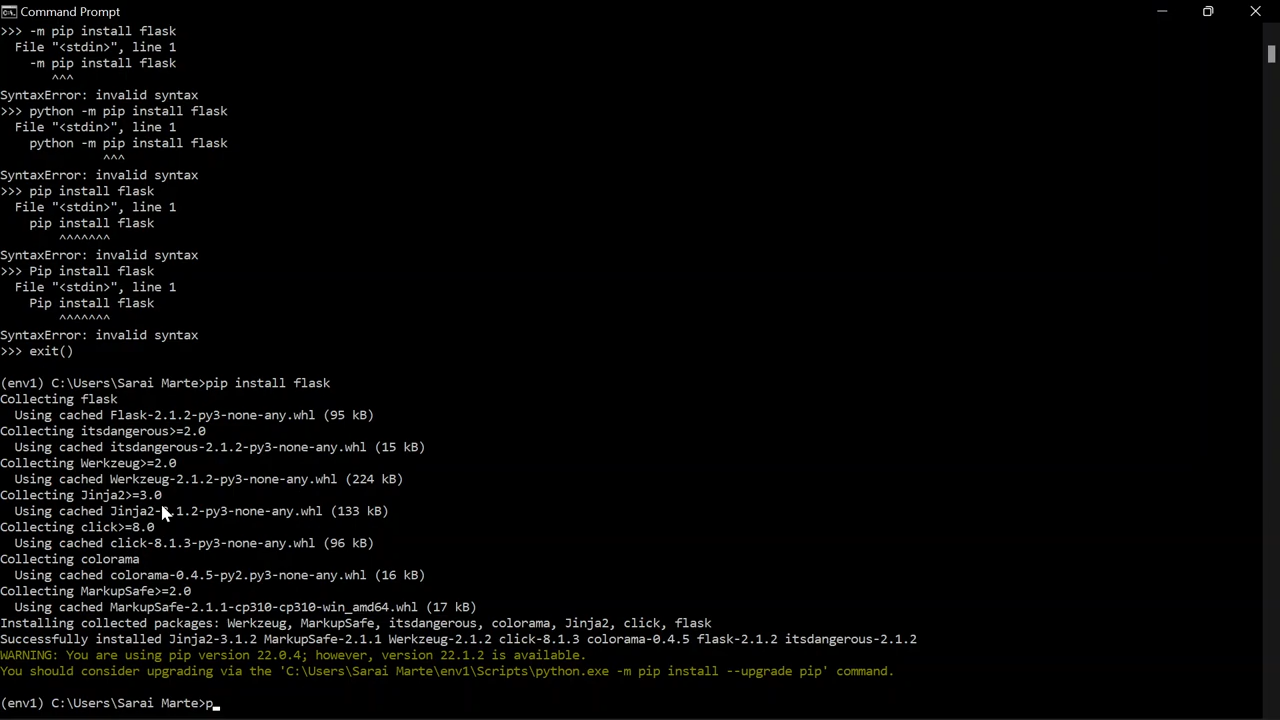 Command Prompt
>>> -m pip install flask
  File "<stdin>", line 1
    -m pip install flask
       ^^^
SyntaxError: invalid syntax
>>> python -m pip install flask
  File "<stdin>", line 1
    python -m pip install flask
              ^^^
SyntaxError: invalid syntax
>>> pip install flask
  File "<stdin>", line 1
    pip install flask
        ^^^^^^^
SyntaxError: invalid syntax
>>> Pip install flask
  File "<stdin>", line 1
    Pip install flask
        ^^^^^^^
SyntaxError: invalid syntax
>>> exit()
(env1) C:\Users\Sarai Marte>pip install flask
Collecting flask
  Using cached Flask-2.1.2-py3-none-any.whl (95 kB)
Collecting itsdangerous>=2.0
  Using cached itsdangerous-2.1.2-py3-none-any.whl (15 kB)
Collecting Werkzeug>=2.0
  Using cached Werkzeug-2.1.2-py3-none-any.whl (224 kB)
Collecting Jinja2>=3.0
  Using cached Jinja2-3.1.2-py3-none-any.whl (133 kB)
Collecting click>=8.0
  Using cached click-8.1.3-py3-none-any.whl (96 kB)
Collecting colorama
  Using cached colorama-0.4.5-py2.py3-none-any.whl (16 kB)
Collecting MarkupSafe>=2.0
  Using cached MarkupSafe-2.1.1-cp310-cp310-win_amd64.whl (17 kB)
Installing collected packages: Werkzeug, MarkupSafe, itsdangerous, colorama, Jinja2, click, flask
Successfully installed Jinja2-3.1.2 MarkupSafe-2.1.1 Werkzeug-2.1.2 click-8.1.3 colorama-0.4.5 flask-2.1.2 itsdangerous-2.1.2
WARNING: You are using pip version 22.0.4; however, version 22.1.2 is available.
You should consider upgrading via the 'C:\Users\Sarai Marte\env1\Scripts\python.exe -m pip install --upgrade pip' command.
(env1) C:\Users\Sarai Marte>p